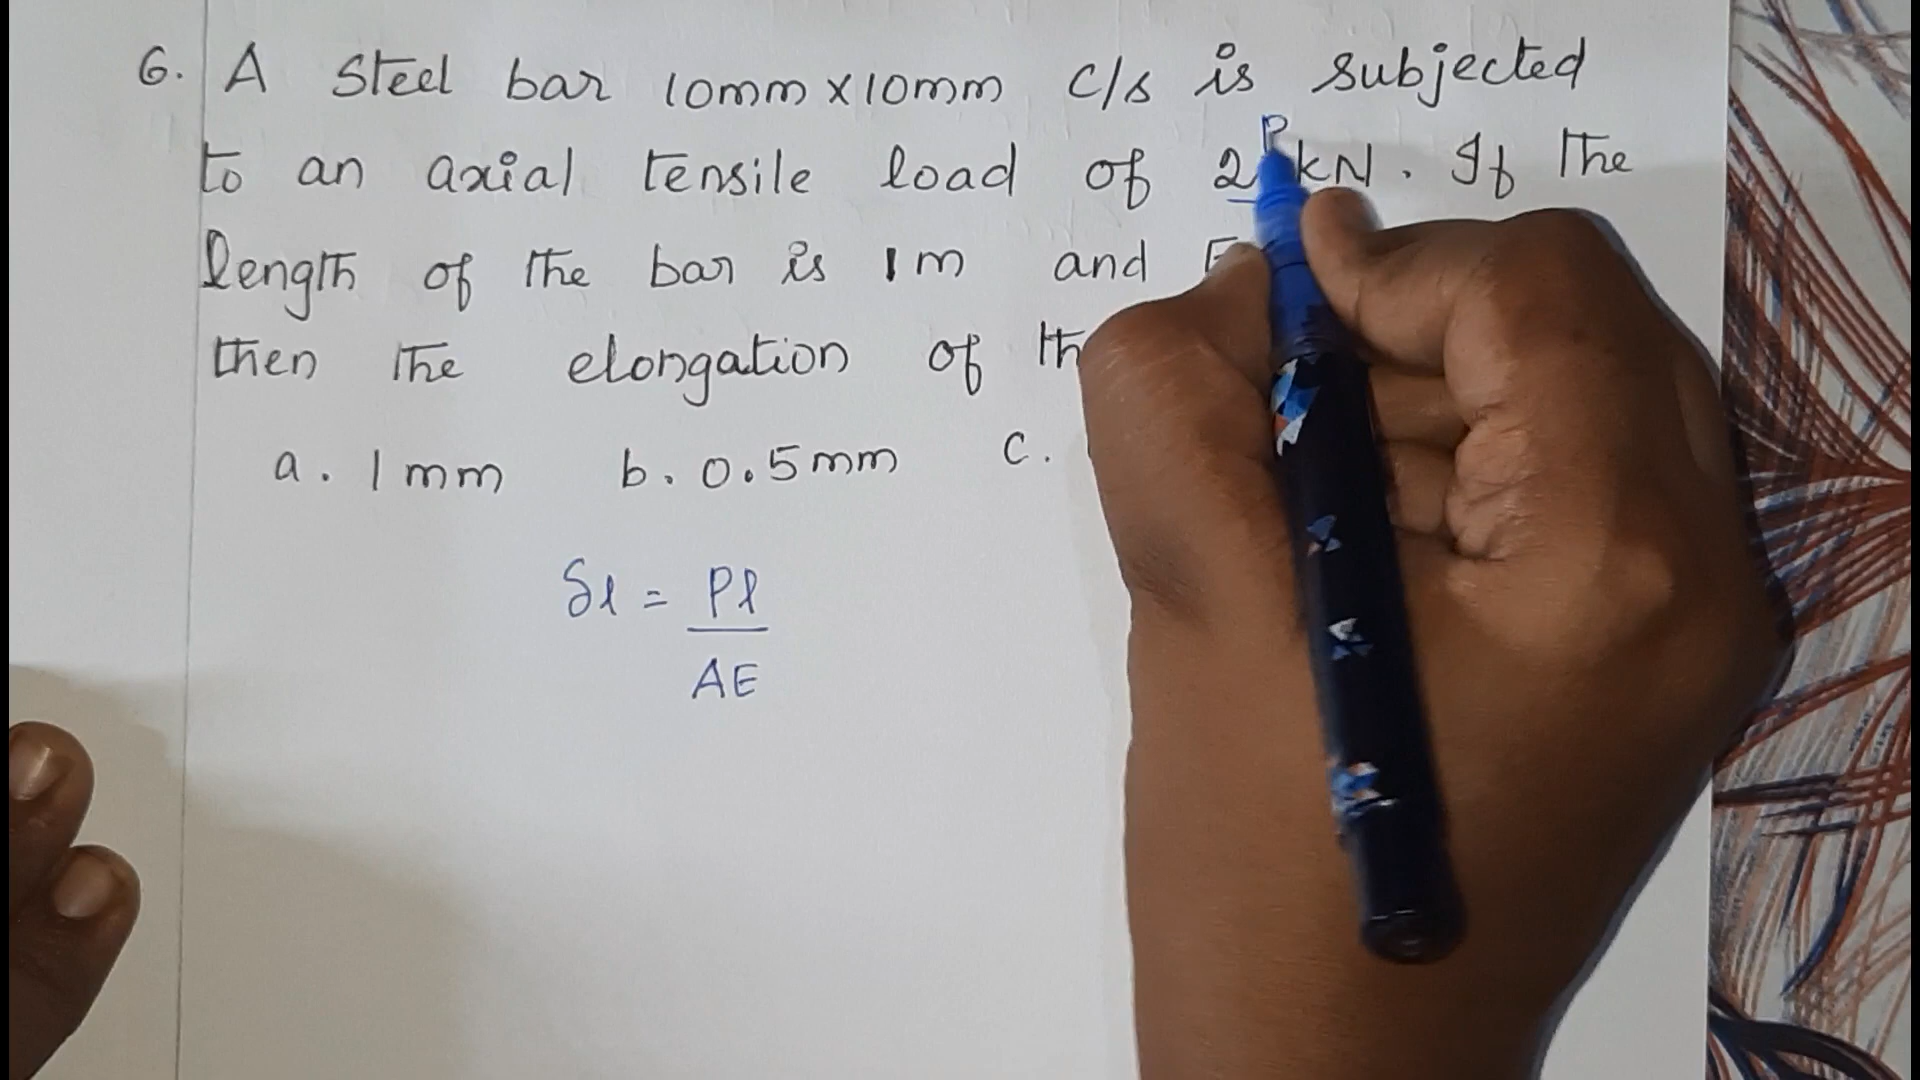 6. A steel bar 10mm x 10mm c/s is subjected
P
to an axial tensile load of kN. If the
length of the bar is 1m and
then the elongation of
a. 1mm b. 0.5mm c.
δl = Pl
AE